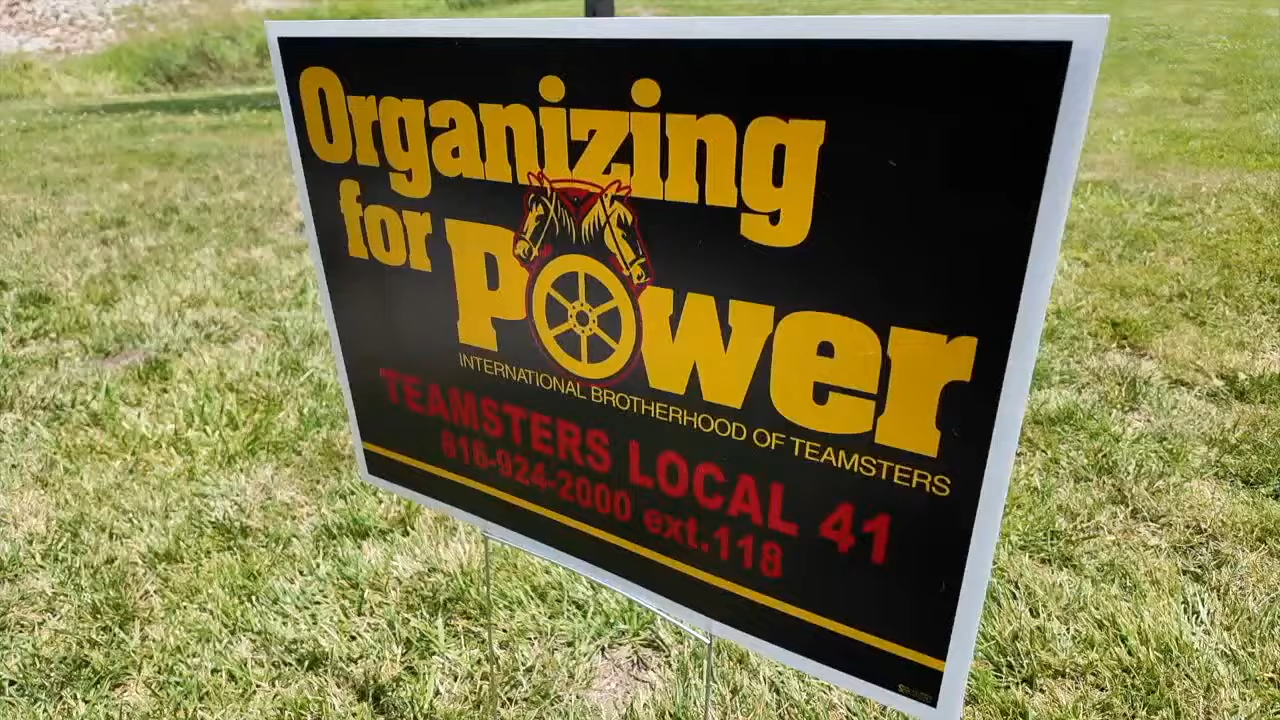 Organizing
for Power
INTERNATIONAL BROTHERHOOD OF TEAMSTERS
"TEAMSTERS LOCAL 41
816-924-2000 ext.118